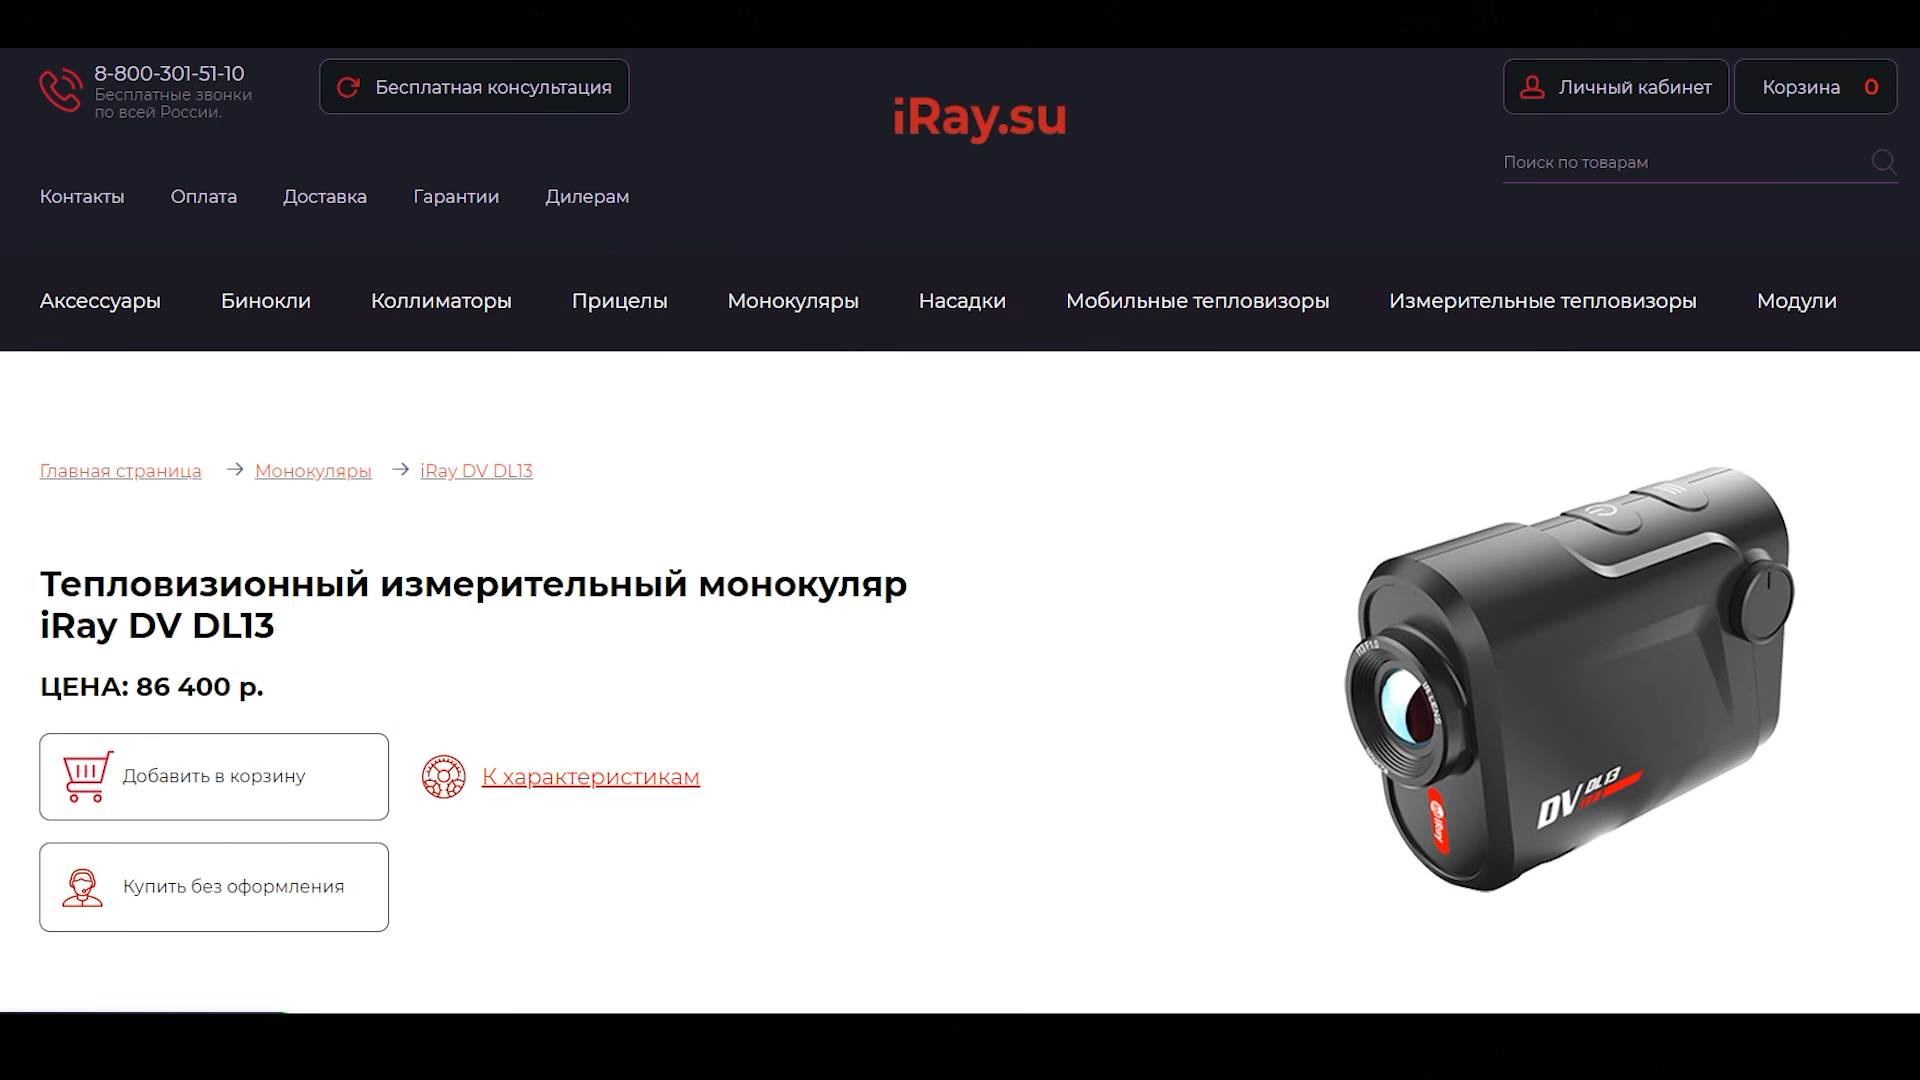 8-800-301-51-10
Бесплатные звонки
по всей России.
Бесплатная консультация
iRay.su
Личный кабинет
Корзина 0
Поиск по товарам
Контакты Оплата Доставка Гарантии Дилерам
Аксессуары Бинокли Коллиматоры Прицелы Монокуляры Насадки Мобильные тепловизоры Измерительные тепловизоры Модули
Главная страница → Монокуляры → iRay DV DL13
Тепловизионный измерительный монокуляр
iRay DV DL13
ЦЕНА: 86 400 р.
Добавить в корзину
К характеристикам
Купить без оформления
DV DL13
iRay